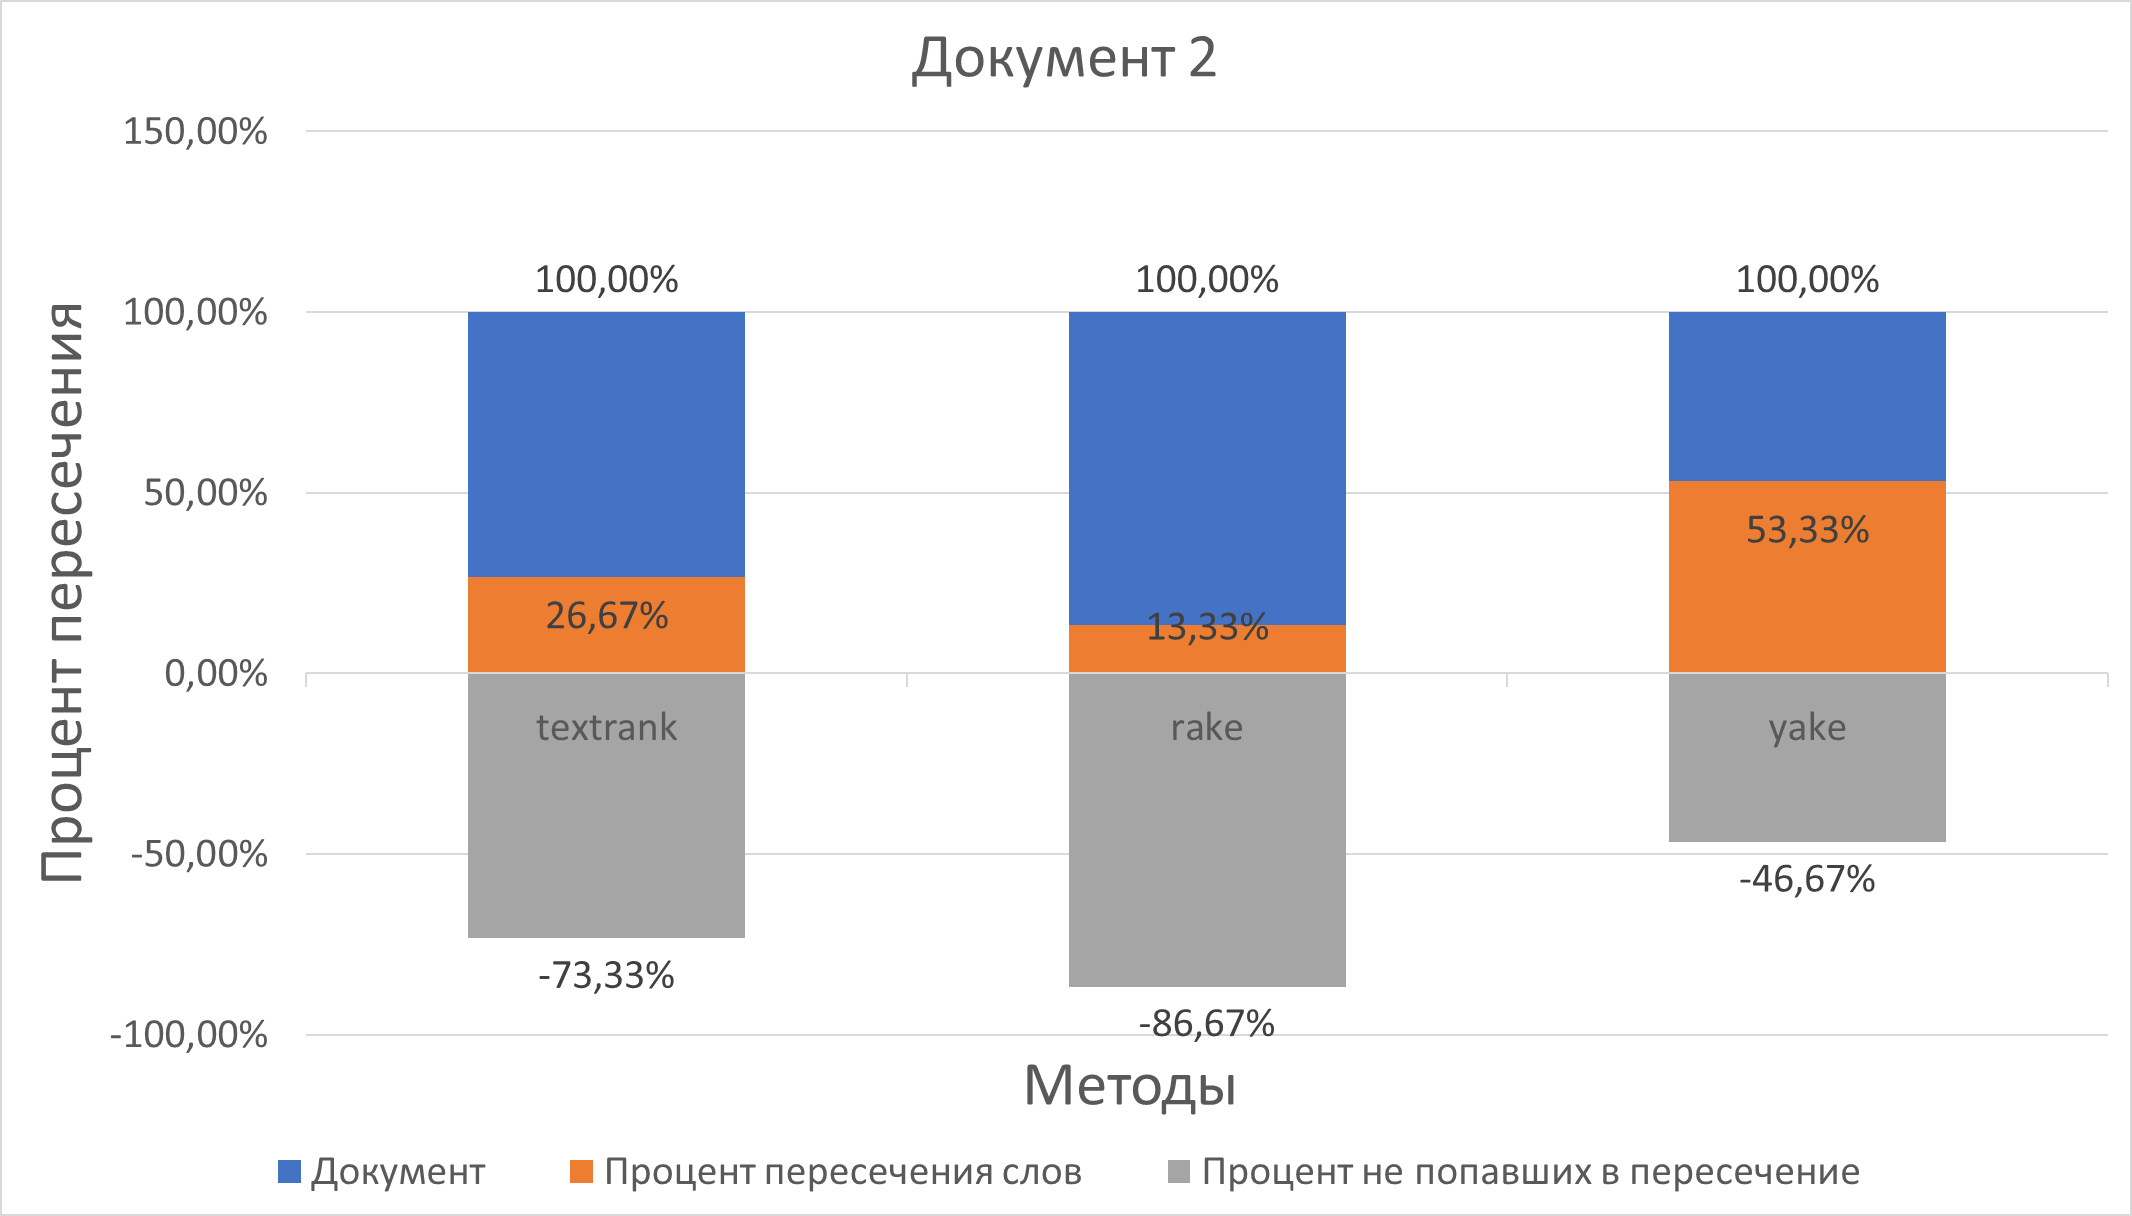 Документ 2
150,00%
100,00%
50,00%
0,00%
-50,00%
-100,00%
Процент пересечения
100,00%
100,00%
100,00%
26,67%
13,33%
53,33%
textrank
rake
yake
-73,33%
-86,67%
-46,67%
Методы
Документ
Процент пересечения слов
Процент не попавших в пересечение